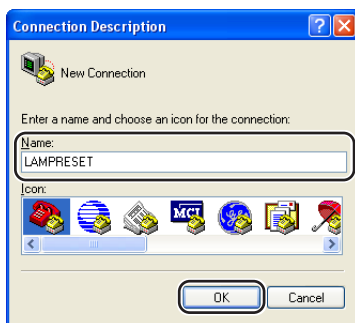 Connection Description
New Connection
Enter a name and choose an icon for the connection:
Name:
LAMPRESET
Icon:
MCI
OK
Cancel